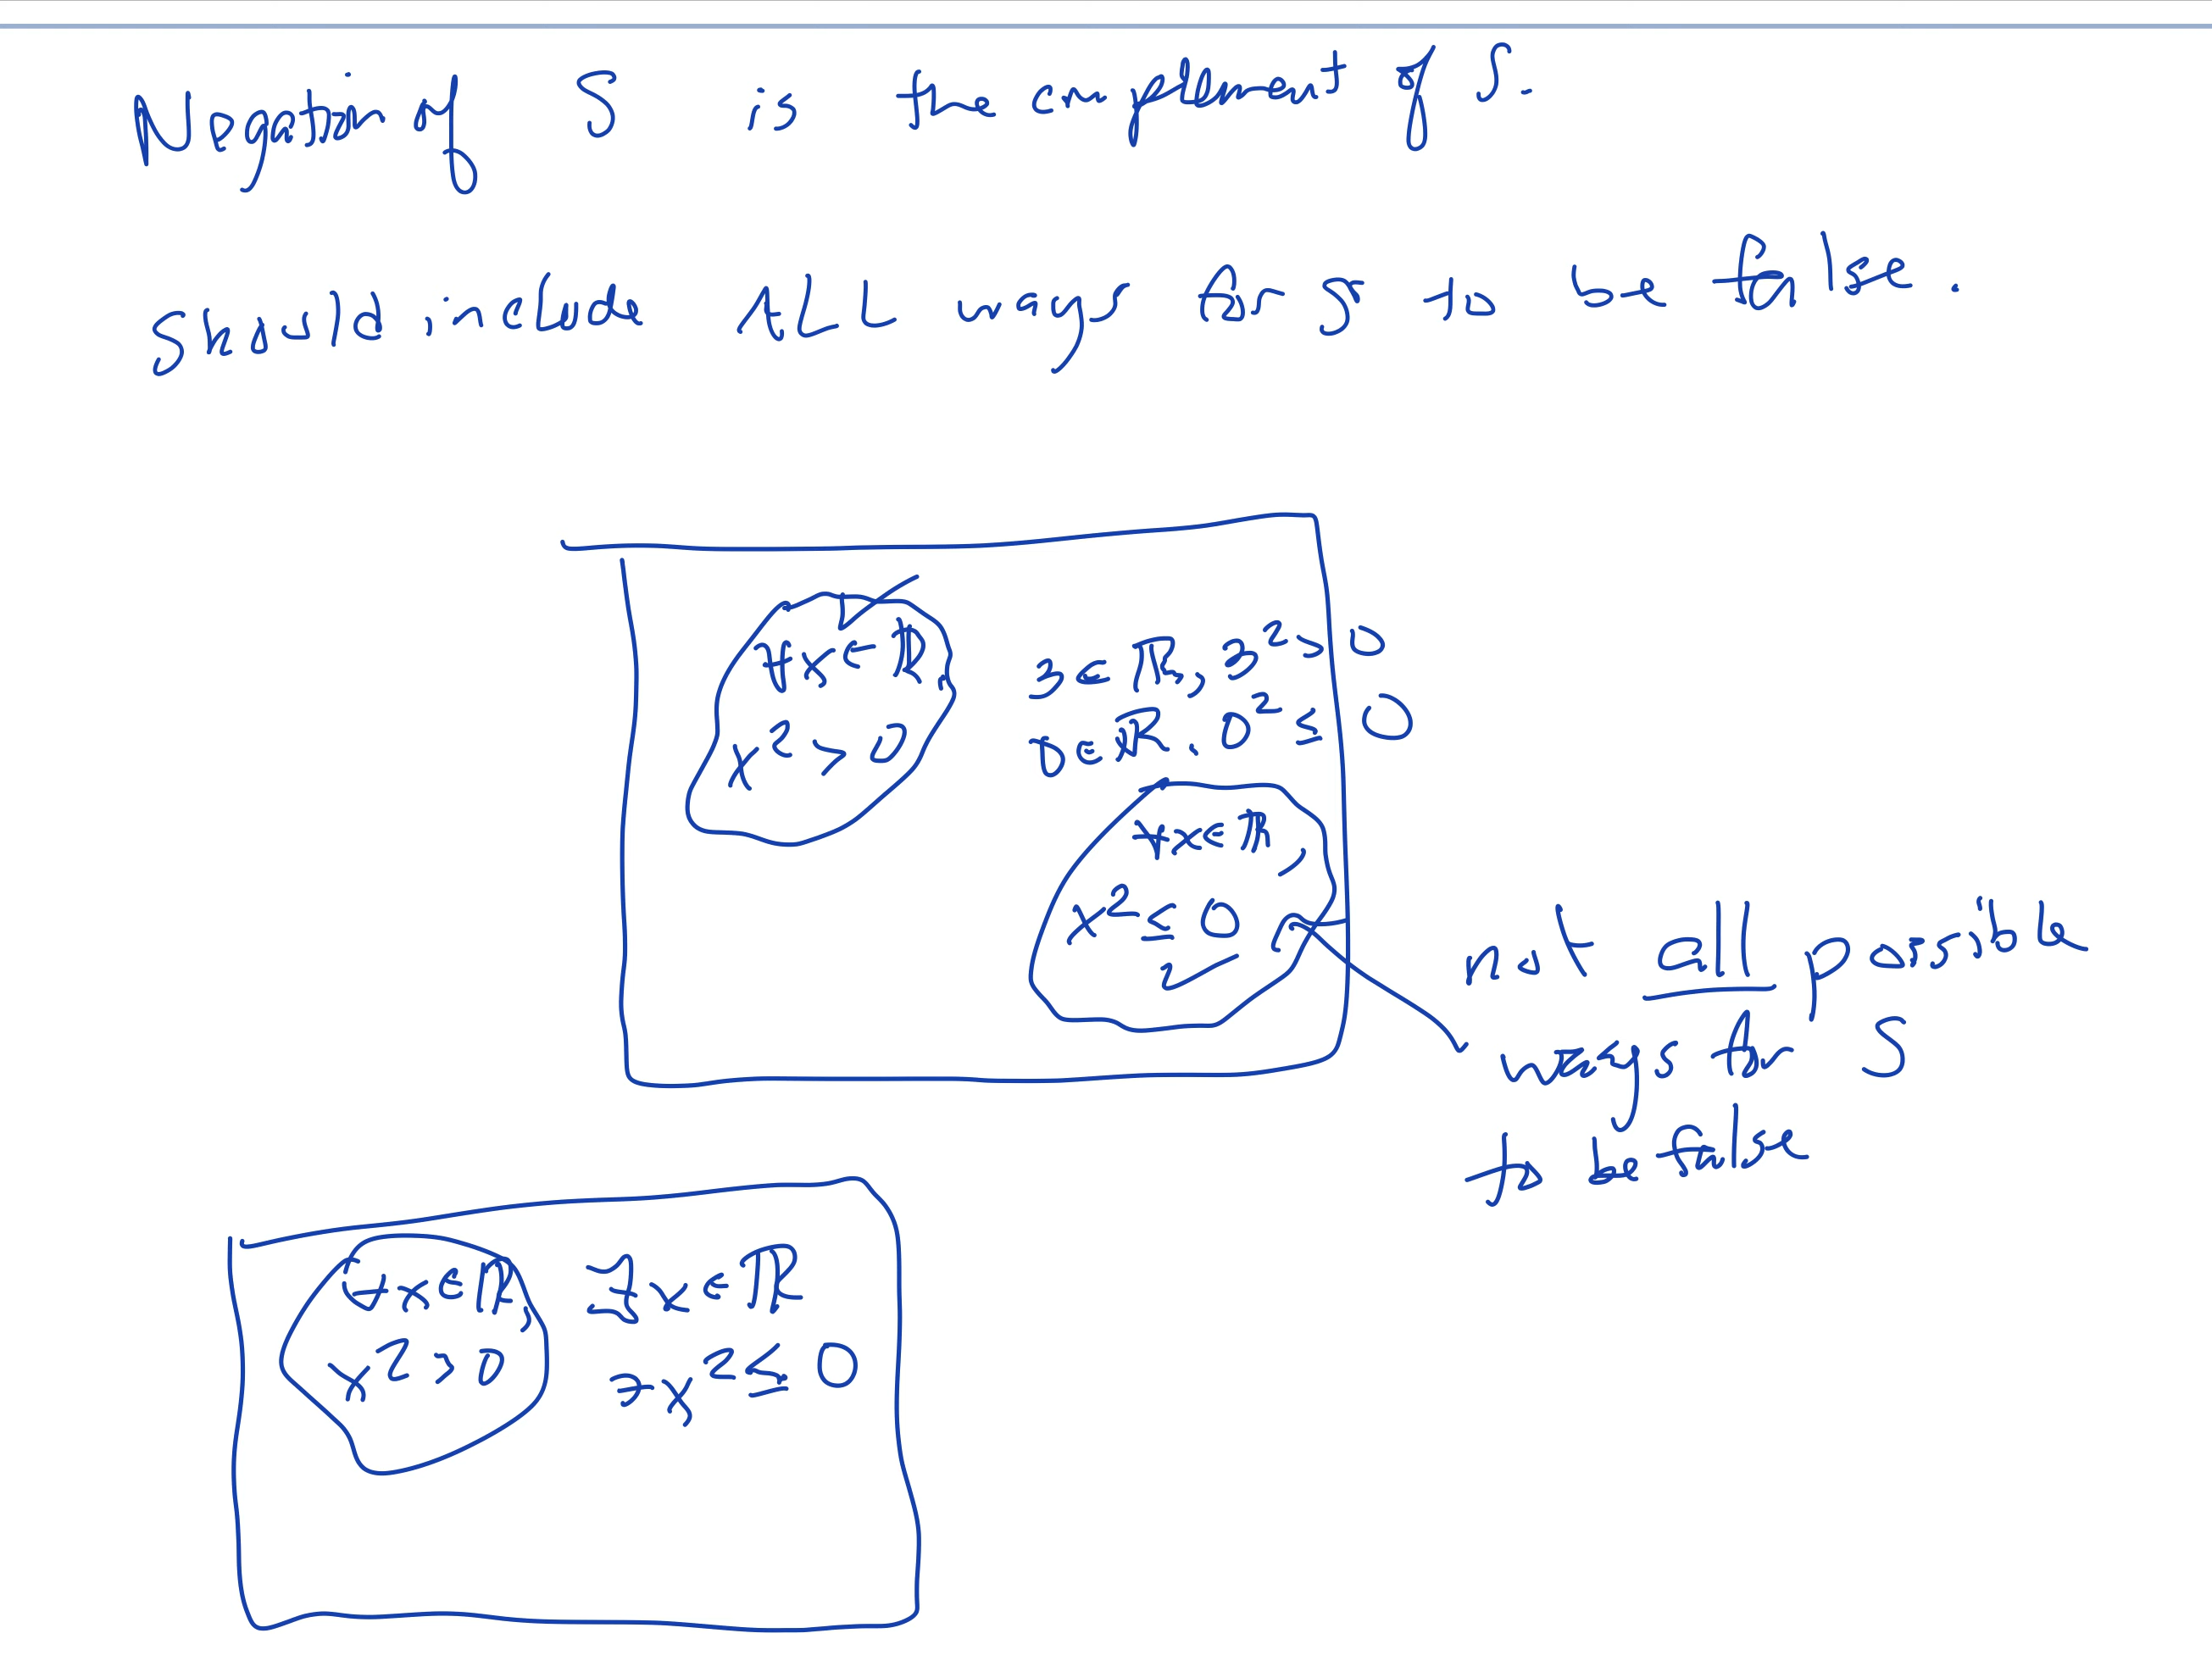 Negation of S is the complement of S.
should include ALL ways for S to be false.
∀x∈ℝ,
x² > 0
3∈ℝ, 3² > 0
0∈ℝ, 0² ≤ 0
∀x∈ℝ,
x² ≤ 0
not all possible
ways for S
to be false
∀x∈ℝ,
x² > 0
∃x∈ℝ
∋ x² ≤ 0